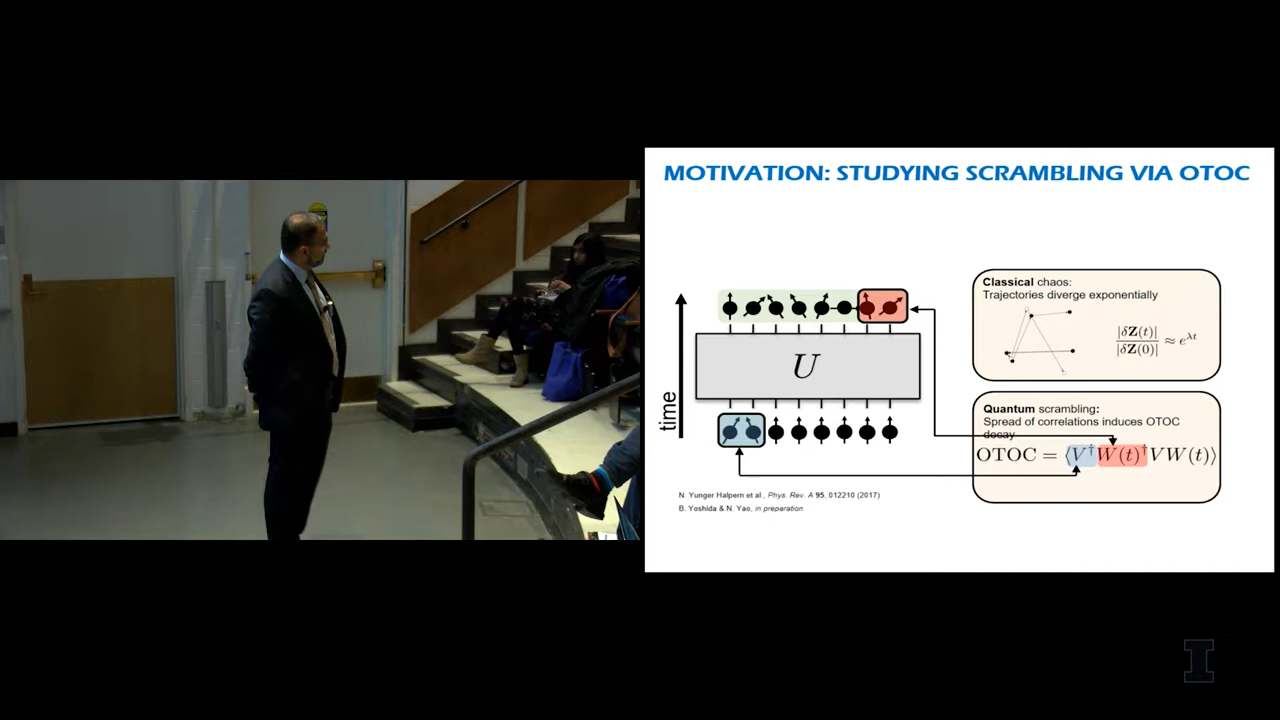 MOTIVATION: STUDYING SCRAMBLING VIA OTOC
Classical chaos:
Trajectories diverge exponentially
|δZ(t)| / |δZ(0)| ≈ e^{λt}
time
U
Quantum scrambling:
Spread of correlations induces OTOC
decay
OTOC = ⟨V†W(t)†VW(t)⟩
N. Yunger Halpern et al., Phys. Rev. A 95, 012210 (2017)
B. Yoshida & N. Yao, in preparation
I